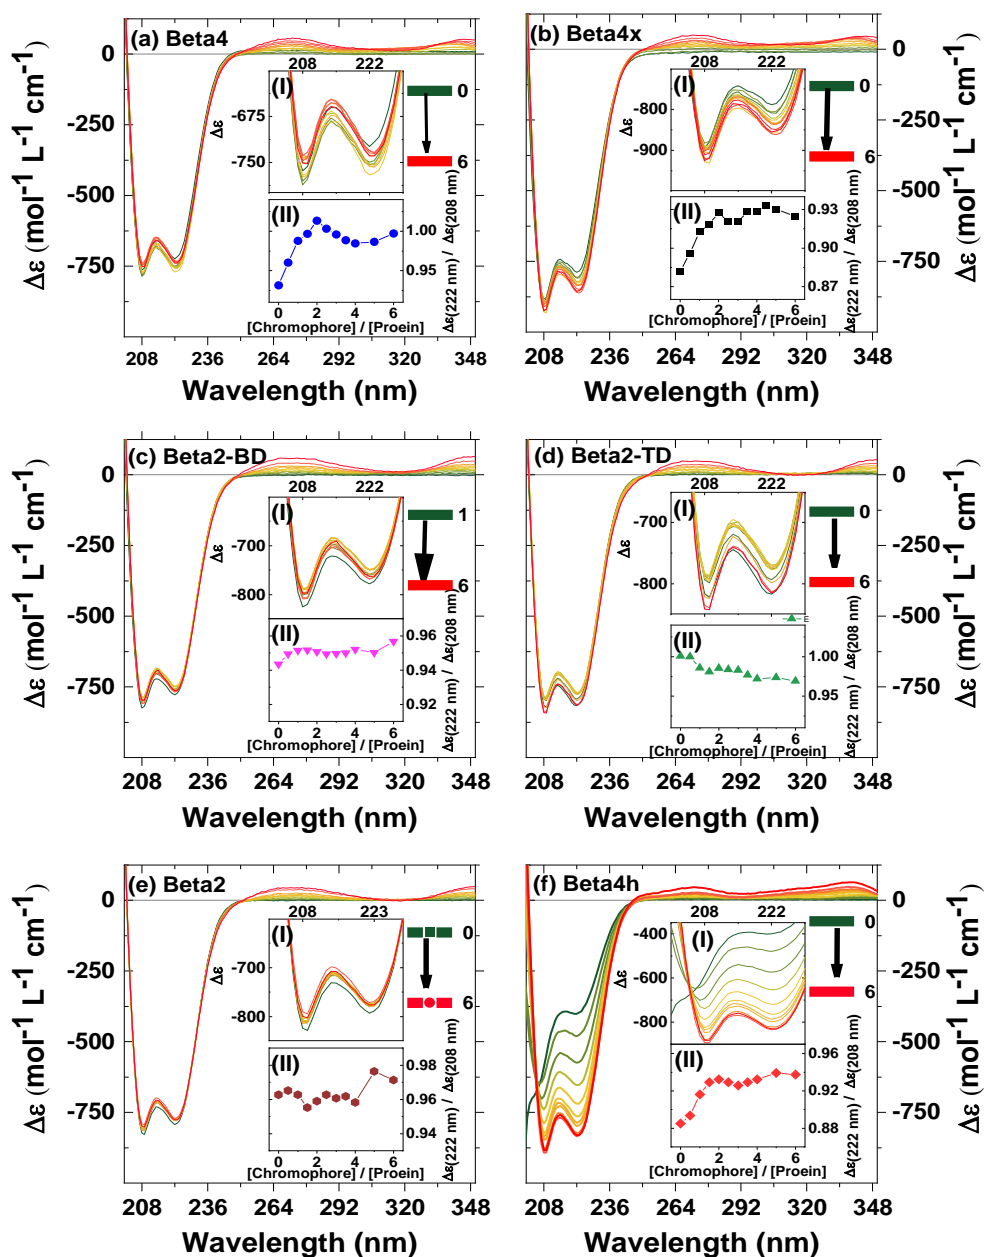 (a) Beta4
0
-250
-500
-750
Δε (mol⁻¹ L⁻¹ cm⁻¹)
208 236 264 292 320 348
Wavelength (nm)
208 222
(I)
-675
-750
Δε
0
6
(II)
1.00
0.95
Δε(222 nm) / Δε(208 nm)
0 2 4 6
[Chromophore] / [Proein]
(b) Beta4x
0
-250
-500
-750
Δε (mol⁻¹ L⁻¹ cm⁻¹)
208 236 264 292 320 348
Wavelength (nm)
208 222
(I)
-800
-900
Δε
0
6
(II)
0.93
0.90
0.87
Δε(222 nm) / Δε(208 nm)
0 2 4 6
[Chromophore] / [Proein]
(c) Beta2-BD
0
-250
-500
-750
Δε (mol⁻¹ L⁻¹ cm⁻¹)
208 236 264 292 320 348
Wavelength (nm)
208 222
(I)
-700
-800
Δε
1
6
(II)
0.96
0.94
0.92
Δε(222 nm) / Δε(208 nm)
0 2 4 6
[Chromophore] / [Proein]
(d) Beta2-TD
0
-250
-500
-750
Δε (mol⁻¹ L⁻¹ cm⁻¹)
208 236 264 292 320 348
Wavelength (nm)
208 222
(I)
-700
-800
Δε
0
6
E
(II)
1.00
0.95
Δε(222 nm) / Δε(208 nm)
0 2 4 6
[Chromophore] / [Proein]
(e) Beta2
0
-250
-500
-750
Δε (mol⁻¹ L⁻¹ cm⁻¹)
208 236 264 292 320 348
Wavelength (nm)
208 223
(I)
-700
-800
Δε
0
6
(II)
0.98
0.96
0.94
Δε(222 nm) / Δε(208 nm)
0 2 4 6
[Chromophore] / [Proein]
(f) Beta4h
0
-250
-500
-750
Δε (mol⁻¹ L⁻¹ cm⁻¹)
208 236 264 292 320 348
Wavelength (nm)
208 222
(I)
-400
-600
-800
Δε
0
6
(II)
0.96
0.92
0.88
Δε(222 nm) / Δε(208 nm)
0 2 4 6
[Chromophore] / [Proein]